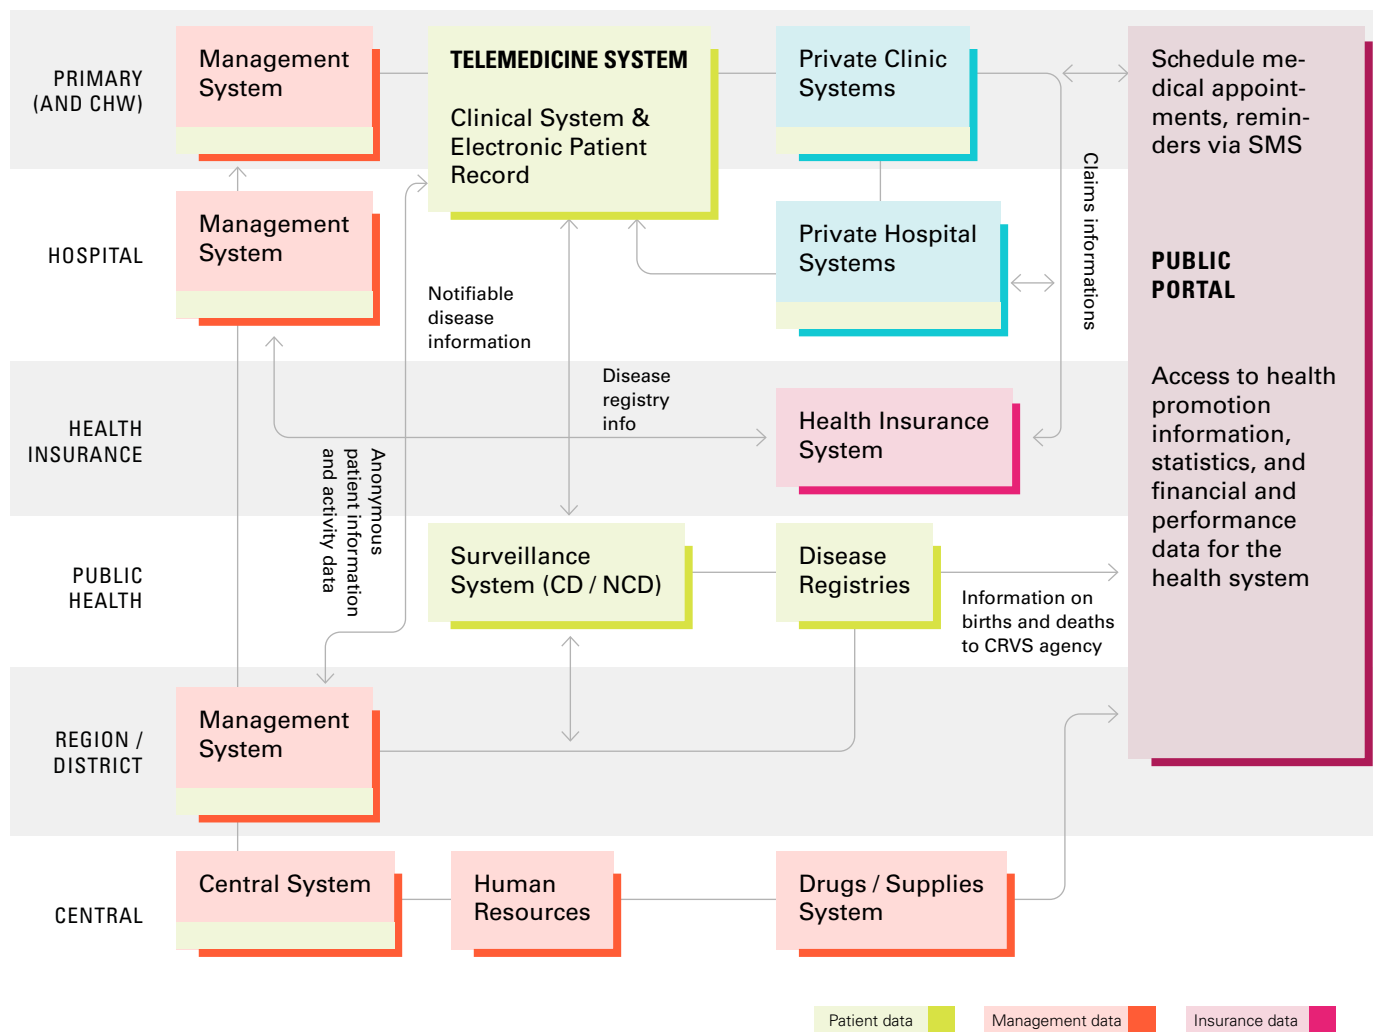 PRIMARY
(AND CHW)
Management
System
TELEMEDICINE SYSTEM
Clinical System &
Electronic Patient
Record
Private Clinic
Systems
Schedule me-
dical appoint-
ments, remin-
ders via SMS
Claims informations
HOSPITAL
Management
System
Private Hospital
Systems
PUBLIC
PORTAL
Notifiable
disease
information
Disease
registry
info
HEALTH
INSURANCE
Health Insurance
System
Access to health
promotion
information,
statistics, and
financial and
performance
data for the
health system
Anonymous
patient information
and activity data
PUBLIC
HEALTH
Surveillance
System (CD / NCD)
Disease
Registries
Information on
births and deaths
to CRVS agency
REGION /
DISTRICT
Management
System
CENTRAL
Central System
Human
Resources
Drugs / Supplies
System
Patient data
Management data
Insurance data